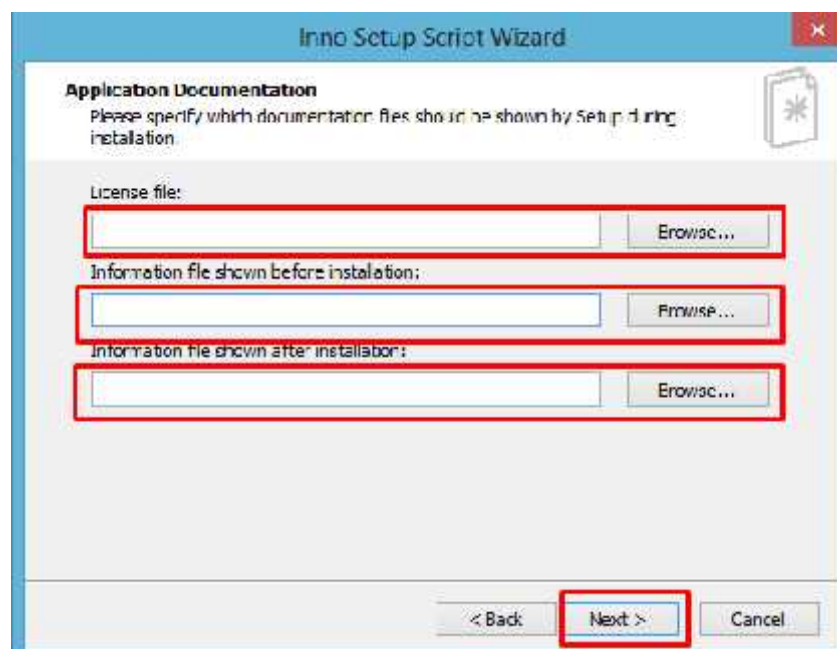 Inno Setup Script Wizard
Application Documentation
Please specify which documentation files should be shown by Setup during
installation.
License file:
Browse...
Information file shown before installation:
Browse...
Information file shown after installation:
Browse...
< Back
Next >
Cancel